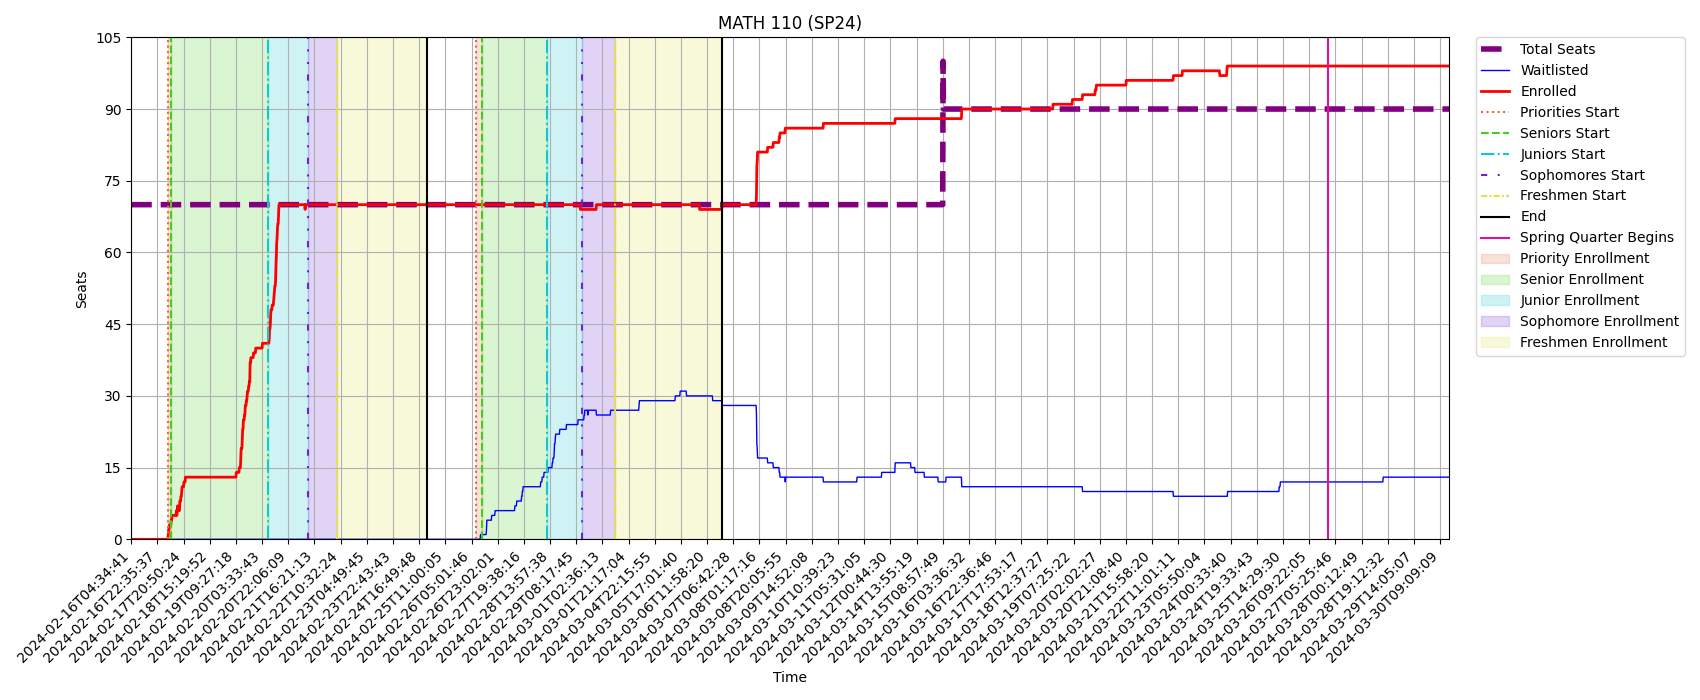 MATH 110 (SP24)
105
90
75
60
45
30
15
0
Seats
2024-02-16T04:34:41
2024-02-16T22:35:37
2024-02-17T20:50:24
2024-02-18T15:19:52
2024-02-19T09:27:18
2024-02-20T03:33:43
2024-02-20T22:06:09
2024-02-21T16:21:13
2024-02-22T10:32:24
2024-02-23T04:49:45
2024-02-23T22:43:43
2024-02-24T16:49:48
2024-02-25T11:00:05
2024-02-26T05:01:46
2024-02-26T23:02:01
2024-02-27T19:38:16
2024-02-28T13:57:38
2024-02-29T08:17:45
2024-03-01T02:36:13
2024-03-01T21:17:04
2024-03-04T22:15:55
2024-03-05T17:01:40
2024-03-06T11:58:20
2024-03-07T06:42:28
2024-03-08T01:17:16
2024-03-08T20:05:55
2024-03-09T14:52:08
2024-03-10T10:39:23
2024-03-11T05:31:05
2024-03-12T00:44:30
2024-03-14T13:55:19
2024-03-15T08:57:49
2024-03-16T03:36:32
2024-03-16T22:36:46
2024-03-17T17:53:17
2024-03-18T12:37:27
2024-03-19T07:25:22
2024-03-20T02:02:27
2024-03-20T21:08:40
2024-03-21T15:58:20
2024-03-22T11:01:11
2024-03-23T05:50:04
2024-03-24T00:33:40
2024-03-24T19:33:43
2024-03-25T14:29:30
2024-03-26T09:22:05
2024-03-27T05:25:46
2024-03-28T00:12:49
2024-03-28T19:12:32
2024-03-29T14:05:07
2024-03-30T09:09:09
Time
Total Seats
Waitlisted
Enrolled
Priorities Start
Seniors Start
Juniors Start
Sophomores Start
Freshmen Start
End
Spring Quarter Begins
Priority Enrollment
Senior Enrollment
Junior Enrollment
Sophomore Enrollment
Freshmen Enrollment